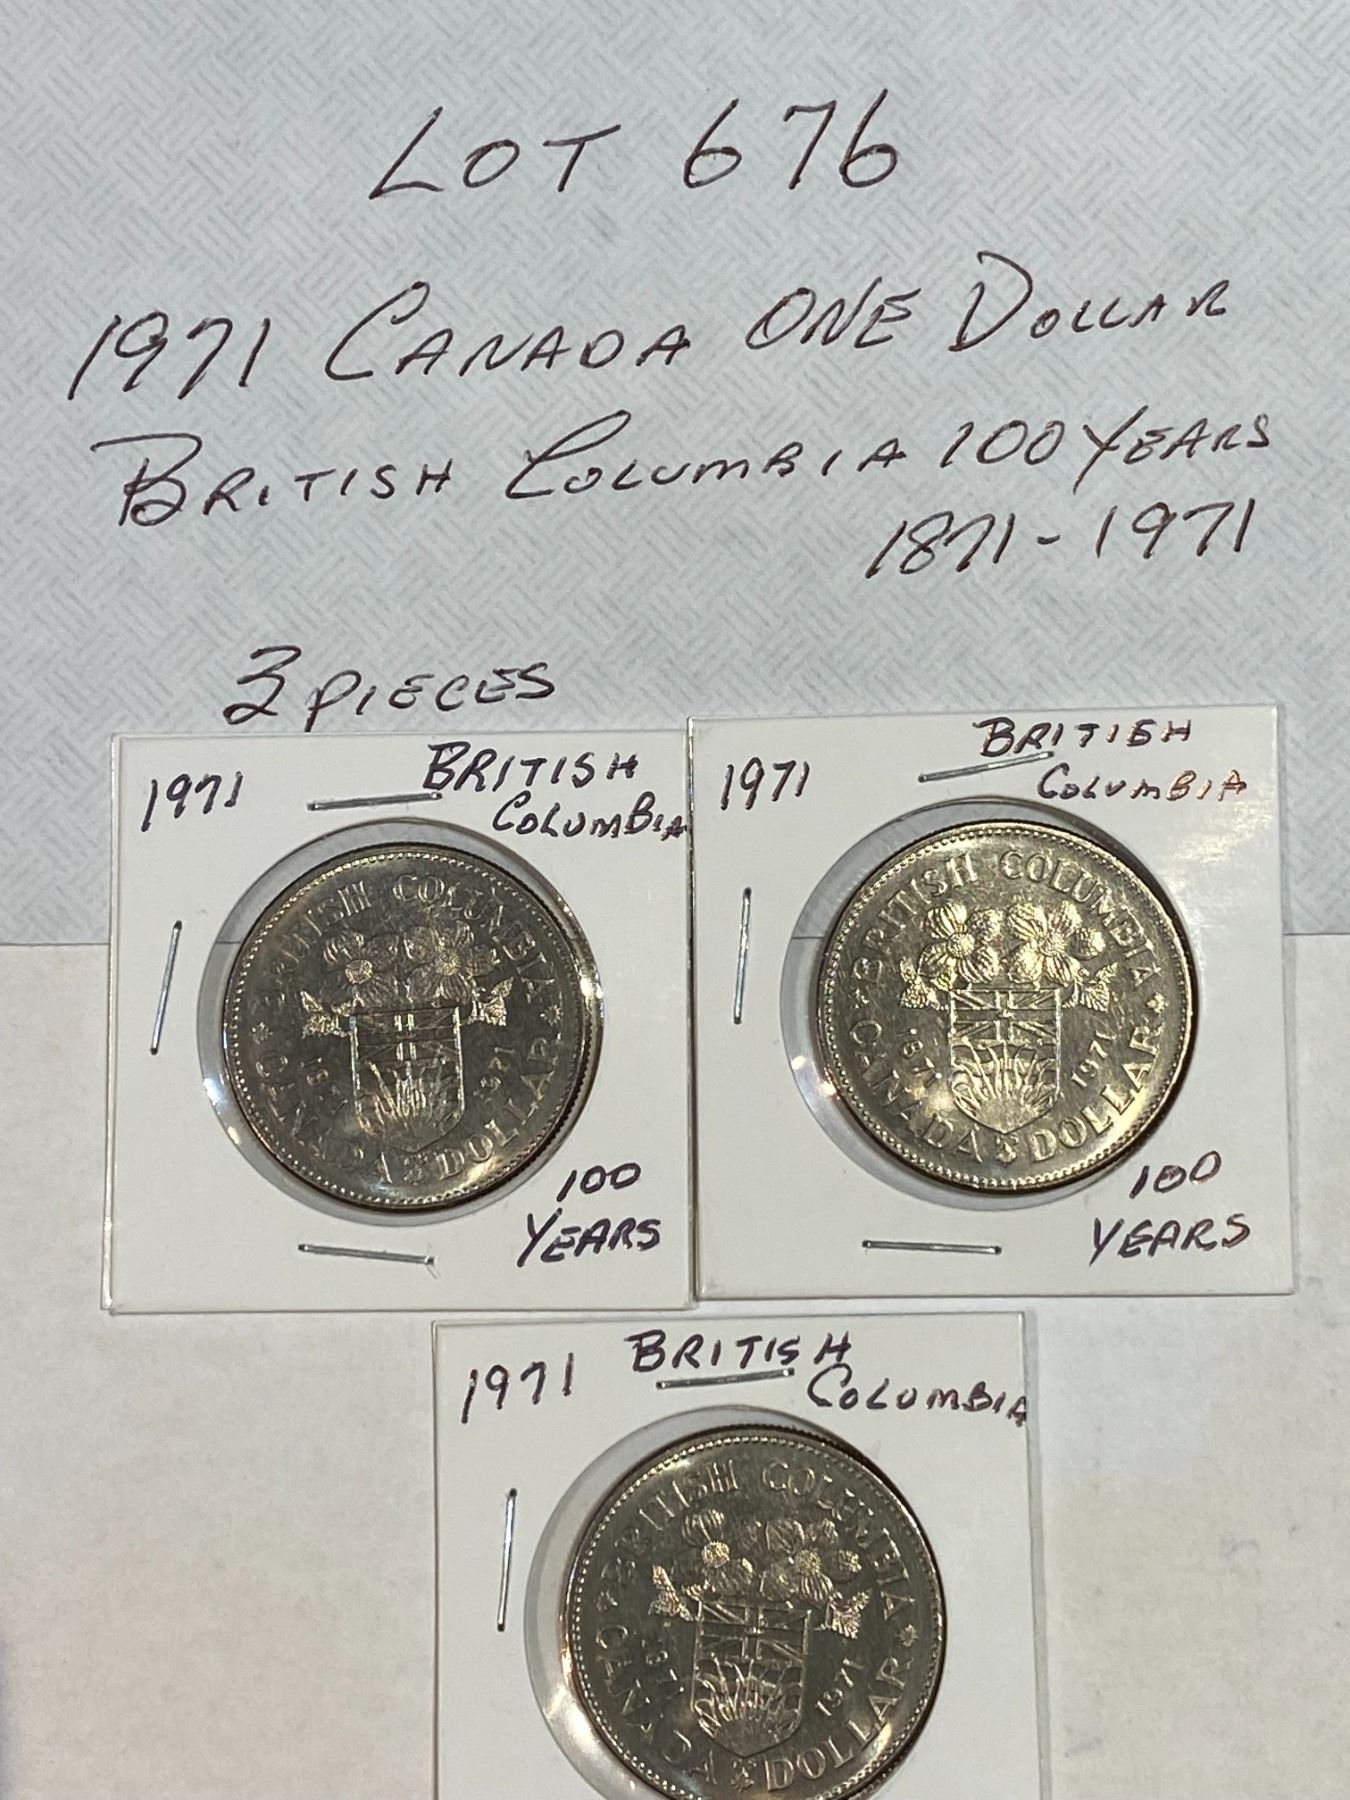 LOT 676
1971 CANADA ONE DOLLAR
BRITISH COLUMBIA 100 YEARS
1871-1971
3 PIECES
1971 BRITISH
COLUMBIA
BRITISH COLUMBIA
1871 1971
CANADA DOLLAR
100
YEARS
1971 BRITISH
COLUMBIA
BRITISH COLUMBIA
1871 1971
CANADA DOLLAR
100
YEARS
1971 BRITISH
COLUMBIA
BRITISH COLUMBIA
1871 1971
CANADA DOLLAR